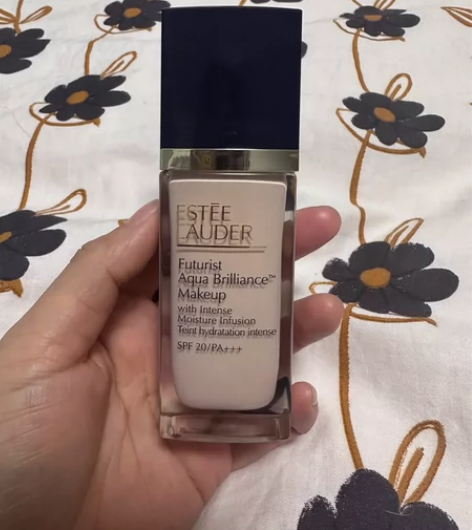 ESTĒE
LAUDER
Futurist
Aqua Brilliance™
Makeup
with Intense
Moisture Infusion
Teint hydratation intense
SPF 20/PA+++